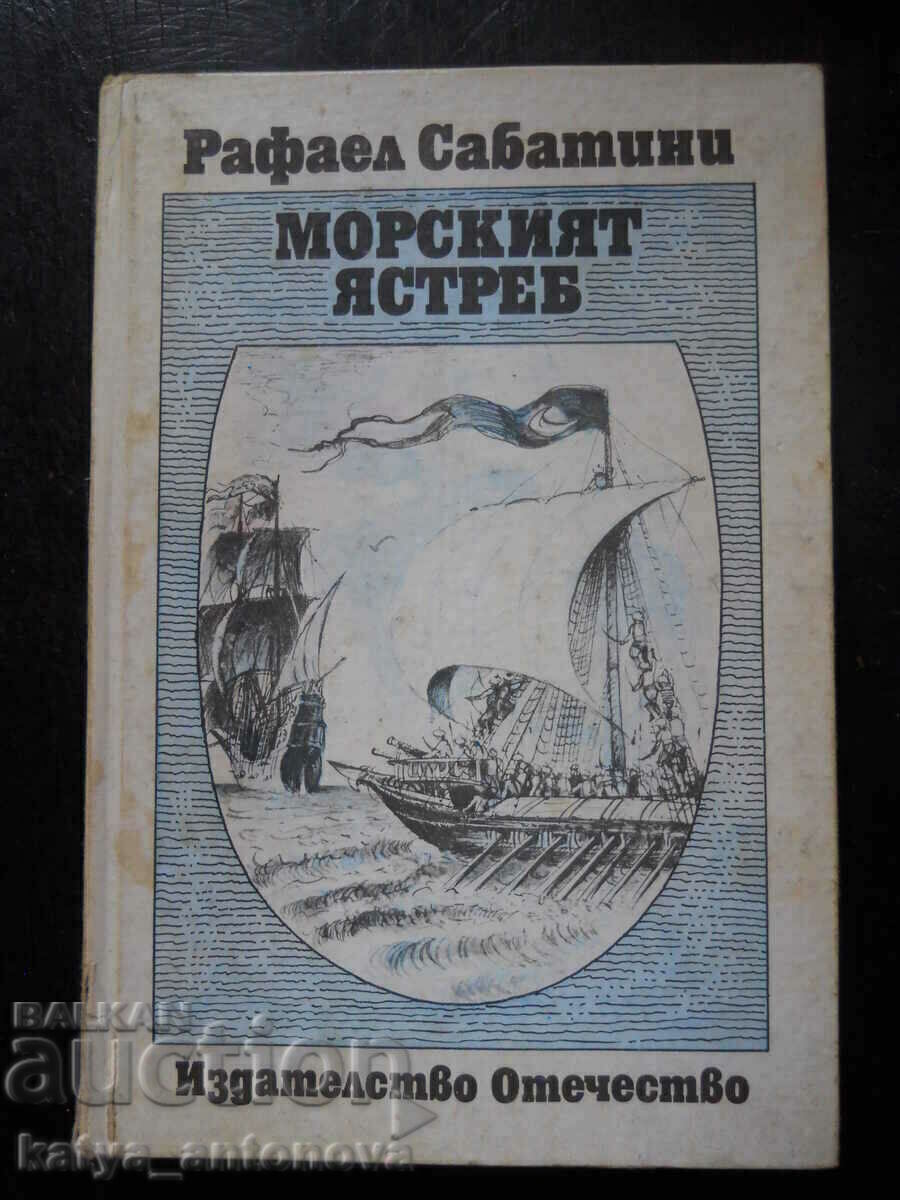 Рафаел Сабатини
МОРСКИЯТ
ЯСТРЕБ
Издателство Отечество
BALKAN
auction
katya_antonova